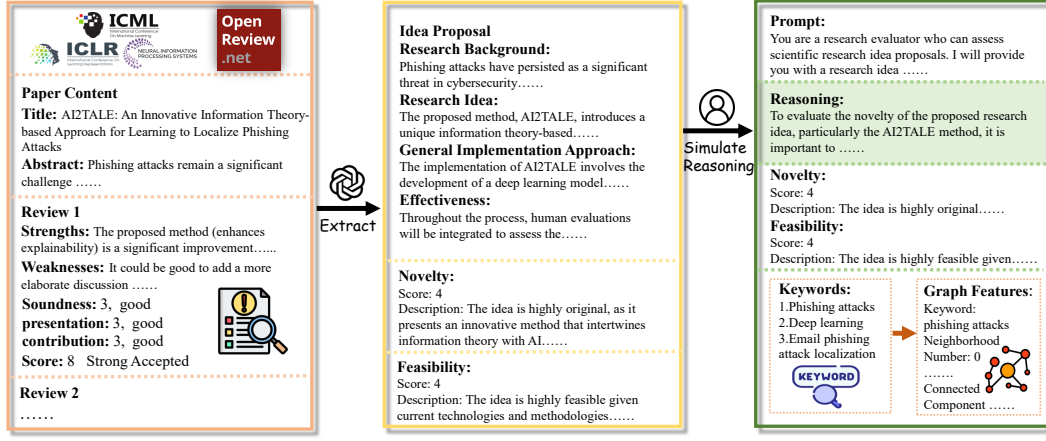 ICML
International Conference
On Machine Learning
ICLR
International Conference On
Learning Representations
NEURAL INFORMATION
PROCESSING SYSTEMS
Open
Review
.net
Paper Content
Title: AI2TALE: An Innovative Information Theory-
based Approach for Learning to Localize Phishing
Attacks
Abstract: Phishing attacks remain a significant
challenge ……
Review 1
Strengths: The proposed method (enhances
explainability) is a significant improvement…...
Weaknesses: It could be good to add a more
elaborate discussion ……
Soundness: 3, good
presentation: 3, good
contribution: 3, good
Score: 8 Strong Accepted
Review 2
……
Extract
Idea Proposal
Research Background:
Phishing attacks have persisted as a significant
threat in cybersecurity……
Research Idea:
The proposed method, AI2TALE, introduces a
unique information theory-based……
General Implementation Approach:
The implementation of AI2TALE involves the
development of a deep learning model……
Effectiveness:
Throughout the process, human evaluations
will be integrated to assess the……
Novelty:
Score: 4
Description: The idea is highly original, as it
presents an innovative method that intertwines
information theory with AI……
Feasibility:
Score: 4
Description: The idea is highly feasible given
current technologies and methodologies……
Simulate
Reasoning
Prompt:
You are a research evaluator who can assess
scientific research idea proposals. I will provide
you with a research idea ……
Reasoning:
To evaluate the novelty of the proposed research
idea, particularly the AI2TALE method, it is
important to ……
Novelty:
Score: 4
Description: The idea is highly original……
Feasibility:
Score: 4
Description: The idea is highly feasible given……
Keywords:
1.Phishing attacks
2.Deep learning
3.Email phishing
attack localization
KEYWORD
Graph Features:
Keyword:
phishing attacks
Neighborhood
Number: 0
…….
Connected
Component ……